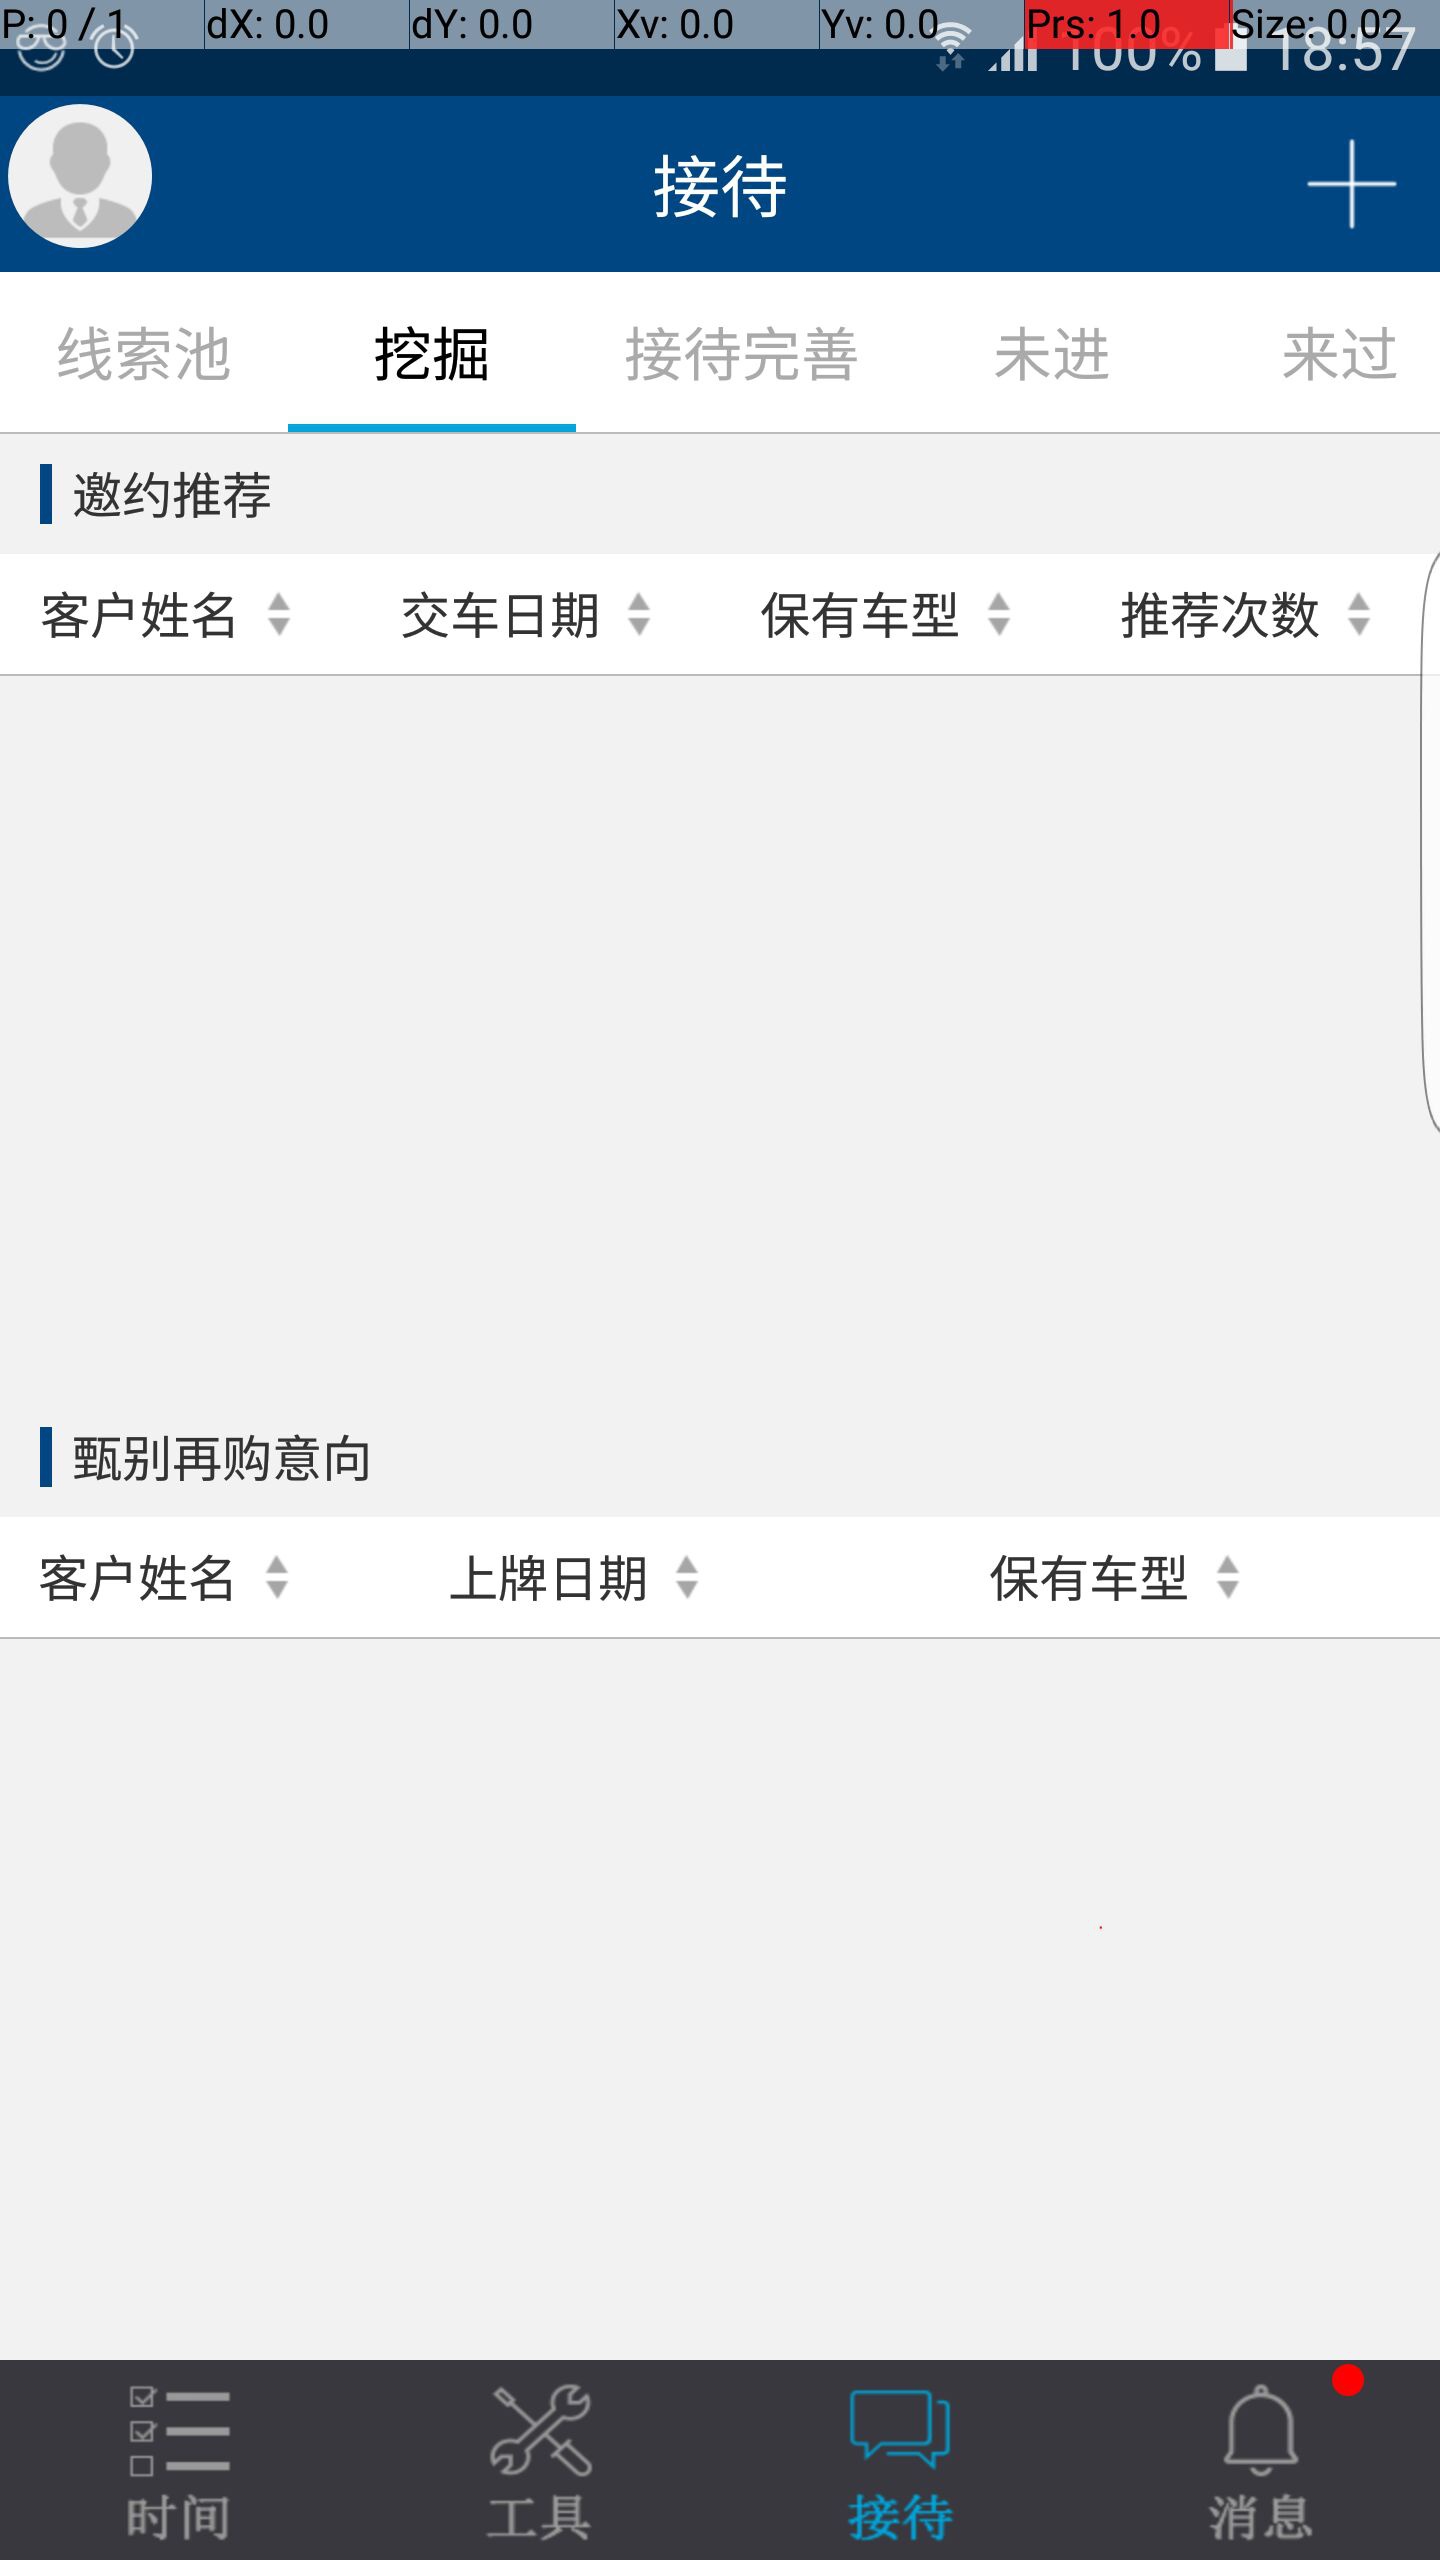 P: 0 / 1 dX: 0.0 dY: 0.0 Xv: 0.0 Yv: 0.0 Prs: 1.0 Size: 0.02
100% 18:57
接待
线索池 挖掘 接待完善 未进 来过
邀约推荐
客户姓名 交车日期 保有车型 推荐次数
甄别再购意向
客户姓名 上牌日期 保有车型
时间 工具 接待 消息